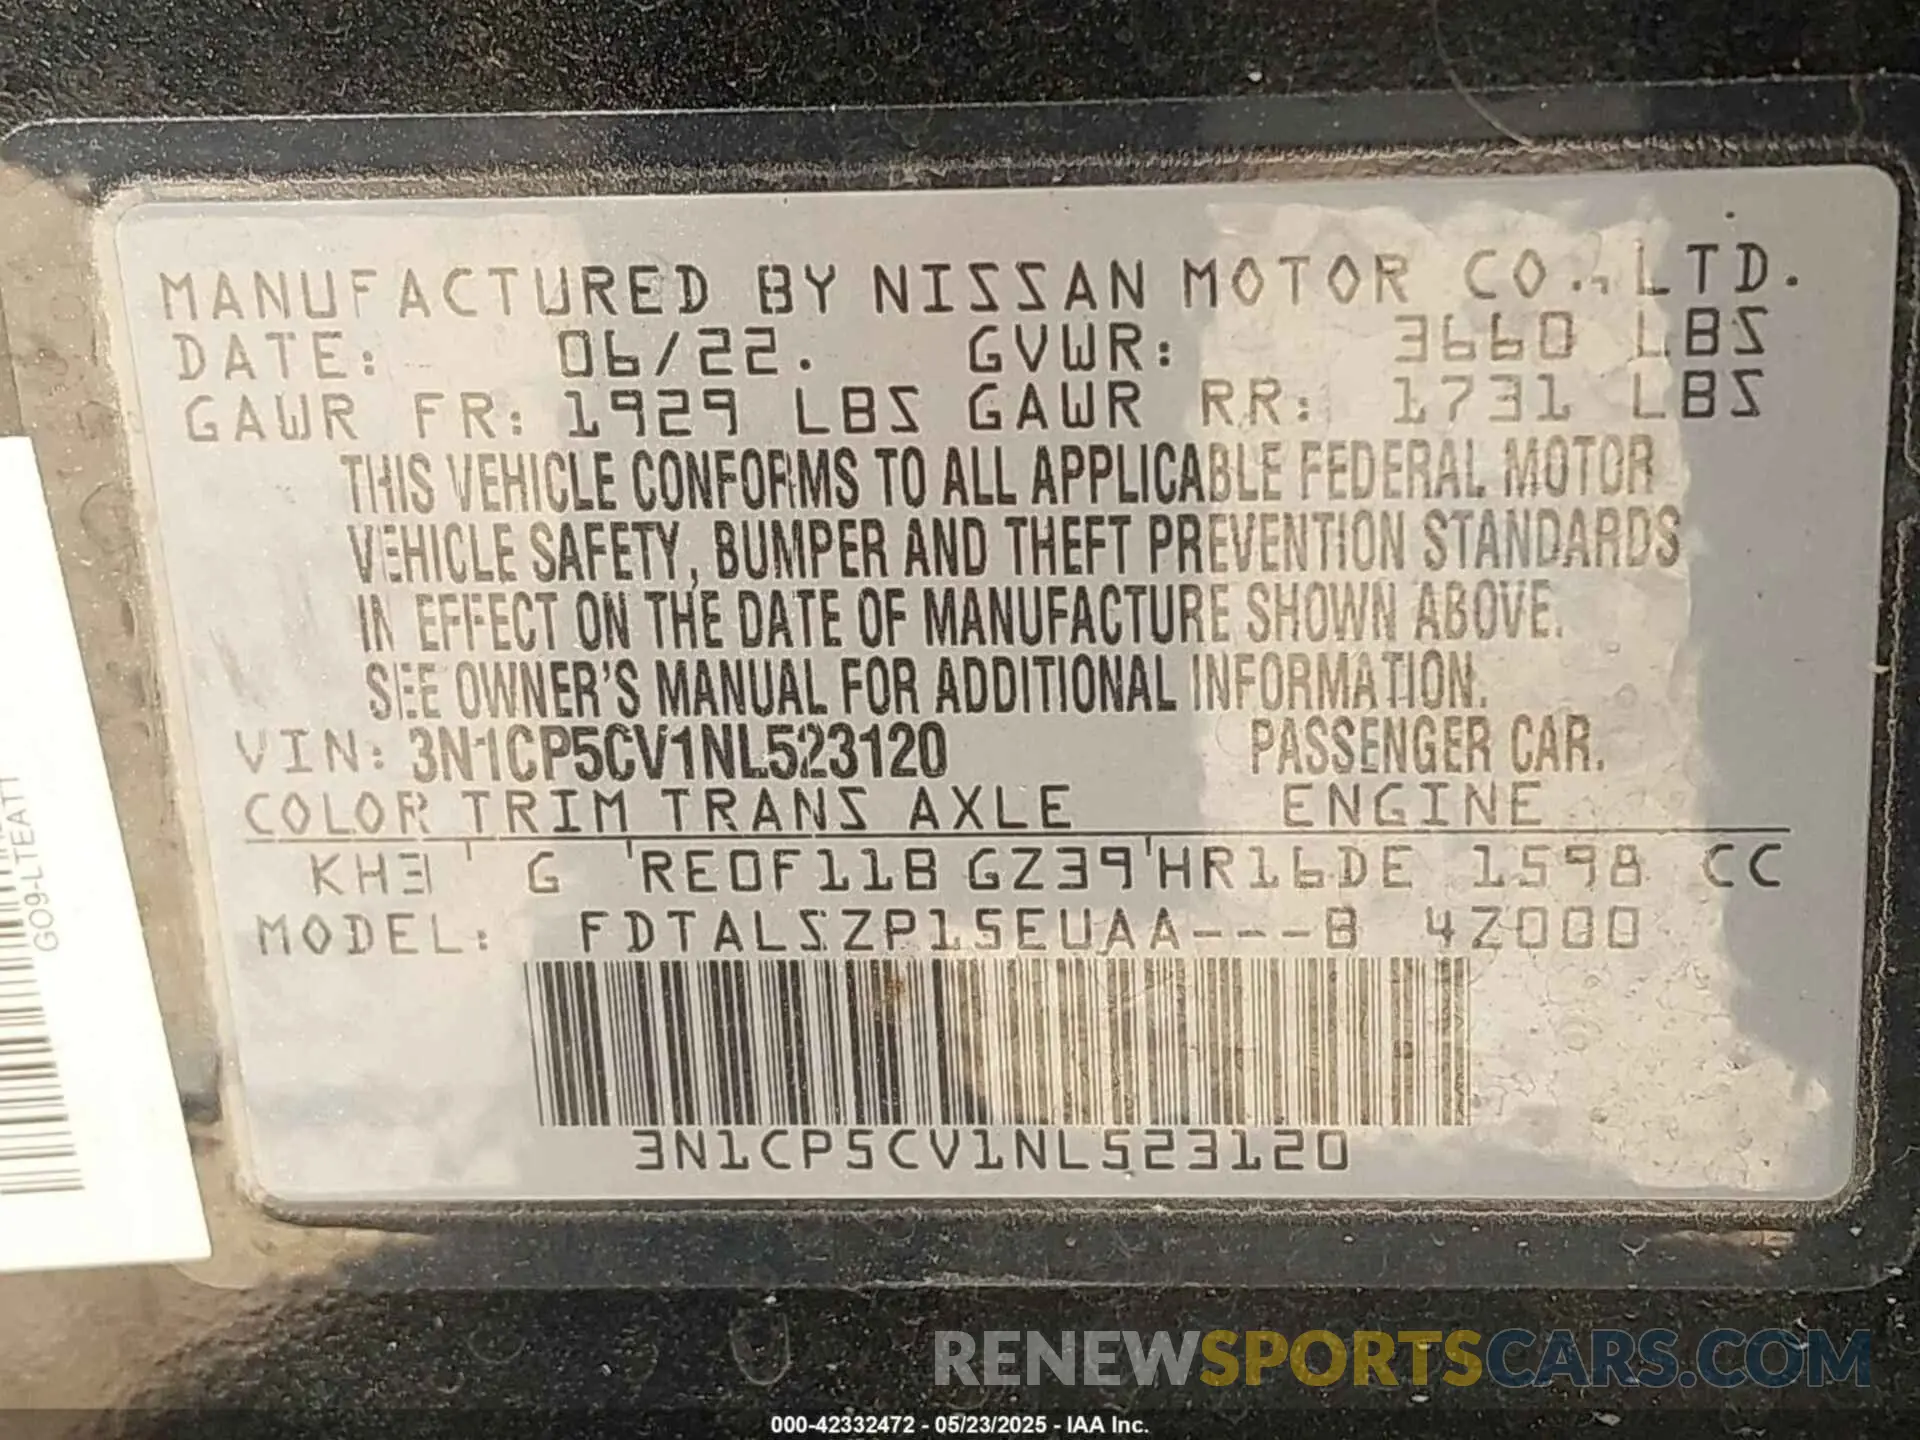 MANUFACTURED BY NISSAN MOTOR CO., LTD.
DATE: 06/22. GVWR: 3660 LBS
GAWR FR: 1929 LBS GAWR RR: 1731 LBS
THIS VEHICLE CONFORMS TO ALL APPLICABLE FEDERAL MOTOR
VEHICLE SAFETY, BUMPER AND THEFT PREVENTION STANDARDS
IN EFFECT ON THE DATE OF MANUFACTURE SHOWN ABOVE.
SEE OWNER'S MANUAL FOR ADDITIONAL INFORMATION.
VIN: 3N1CP5CV1NL523120 PASSENGER CAR.
COLOR TRIM TRANS AXLE ENGINE
KH3 G RE0F11B GZ39 HR16DE 1598 CC
MODEL: FDTALSZP15EUAA---B 4Z000
3N1CP5CV1NL523120
GO9-LTEATT
RENEWSPORTSCARS.COM
000-42332472 - 05/23/2025 - IAA Inc.